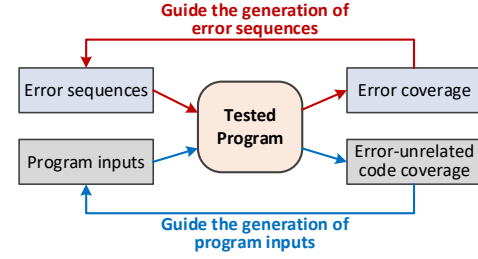 Guide the generation of
error sequences
Error sequences
Tested
Program
Error coverage
Program inputs
Error-unrelated
code coverage
Guide the generation of
program inputs